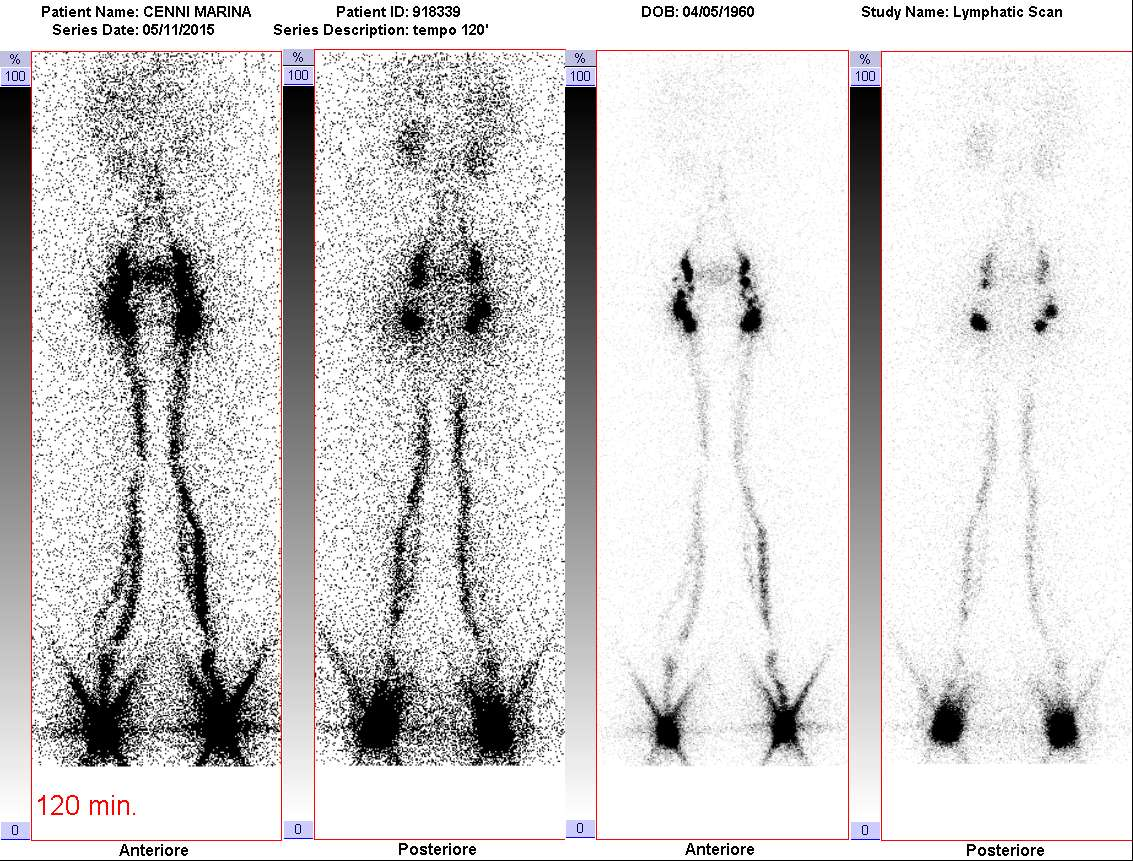 Patient Name: CENNI MARINA Patient ID: 918339 DOB: 04/05/1960 Study Name: Lymphatic Scan
Series Date: 05/11/2015 Series Description: tempo 120'
% % % %
100 100 100 100
120 min.
0 0 0 0
Anteriore Posteriore Anteriore Posteriore